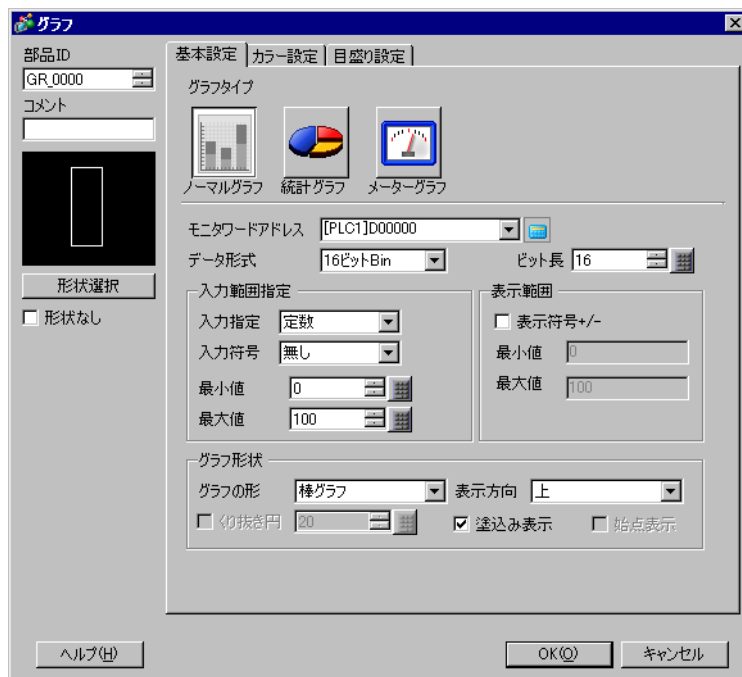 グラフ
部品ID
GR_0000
コメント
形状選択
形状なし
基本設定 カラー設定 目盛り設定
グラフタイプ
ノーマルグラフ 統計グラフ メーターグラフ
モニタワードアドレス [PLC1]D00000
データ形式 16ビットBin ビット長 16
入力範囲指定
入力指定 定数
入力符号 無し
最小値 0
最大値 100
表示範囲
表示符号+/-
最小値 0
最大値 100
グラフ形状
グラフの形 棒グラフ 表示方向 上
くり抜き円 20 塗込み表示 始点表示
ヘルプ(H) OK(O) キャンセル